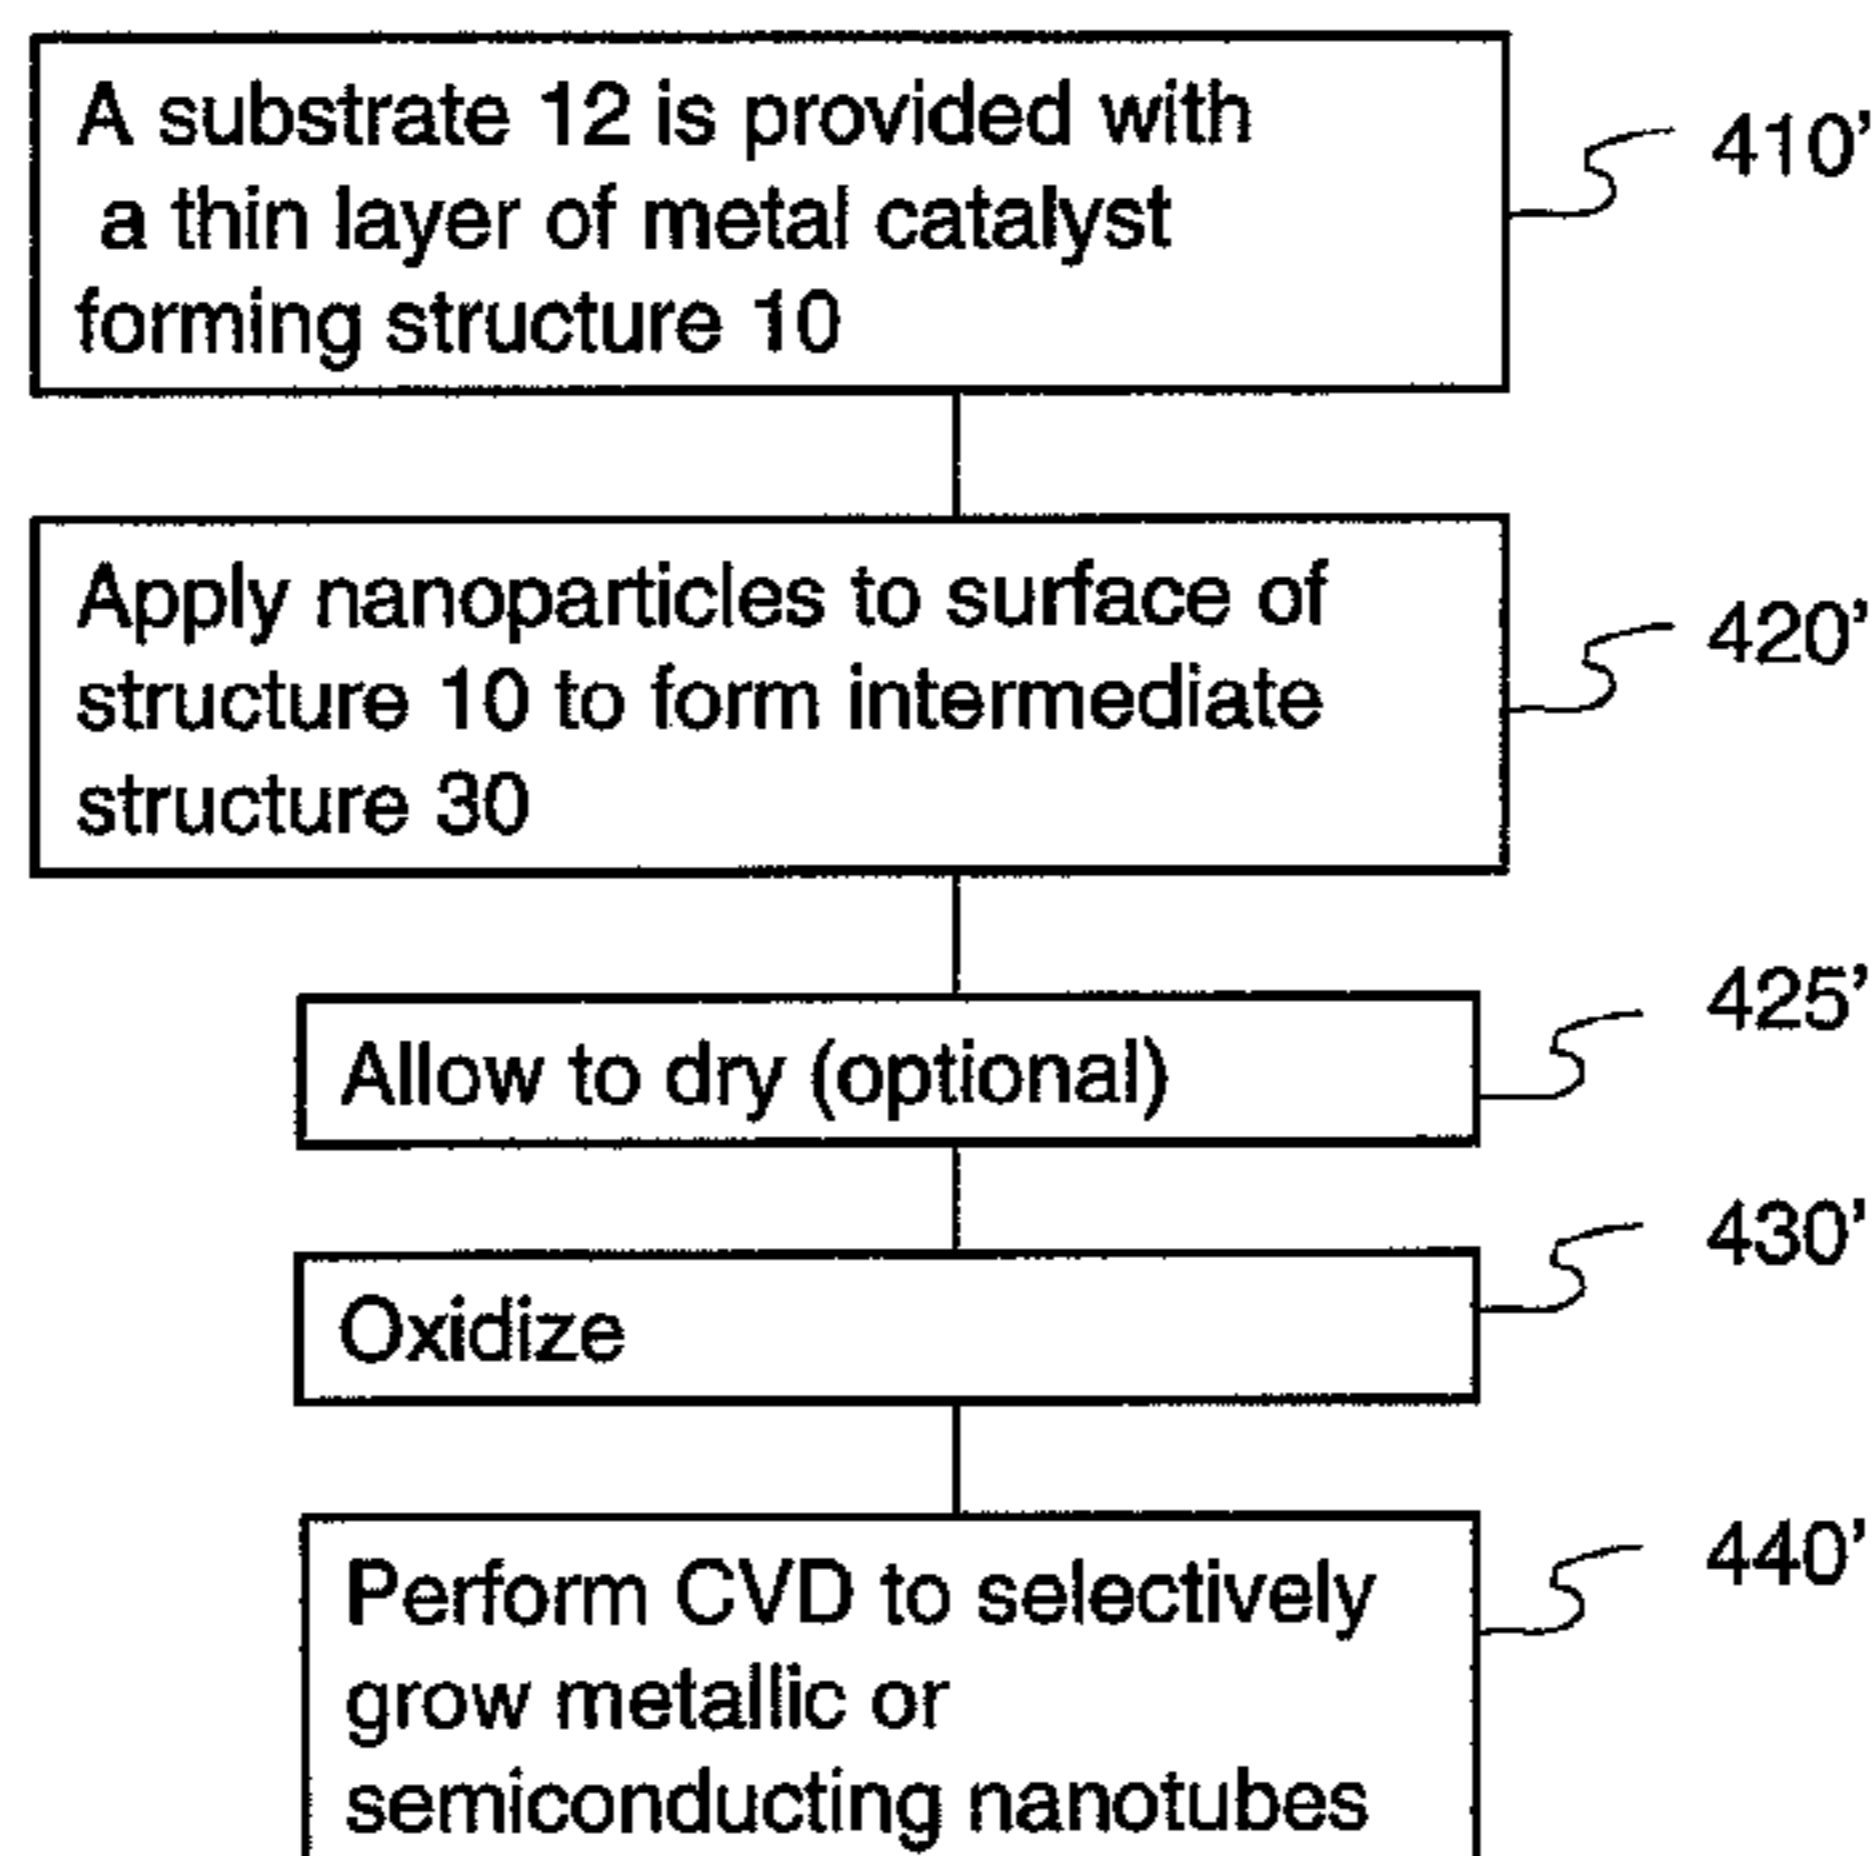 A substrate 12 is provided with
a thin layer of metal catalyst
forming structure 10
410'
Apply nanoparticles to surface of
structure 10 to form intermediate
structure 30
420'
Allow to dry (optional)
425'
Oxidize
430'
Perform CVD to selectively
grow metallic or
semiconducting nanotubes
440'